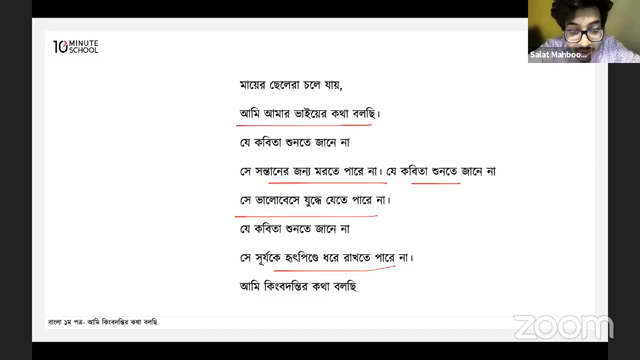 10 MINUTE
SCHOOL
Salat Mahboo...
মায়ের ছেলেরা চলে যায়,
আমি আমার ভাইয়ের কথা বলছি।
যে কবিতা শুনতে জানে না
সে সন্তানের জন্য মরতে পারে না। যে কবিতা শুনতে জানে না
সে ভালোবেসে যুদ্ধে যেতে পারে না।
যে কবিতা শুনতে জানে না
সে সূর্যকে হৃৎপিণ্ডে ধরে রাখতে পারে না।
আমি কিংবদন্তির কথা বলছি
বাংলা ১ম পত্র- আমি কিংবদন্তির কথা বলছি
zoom